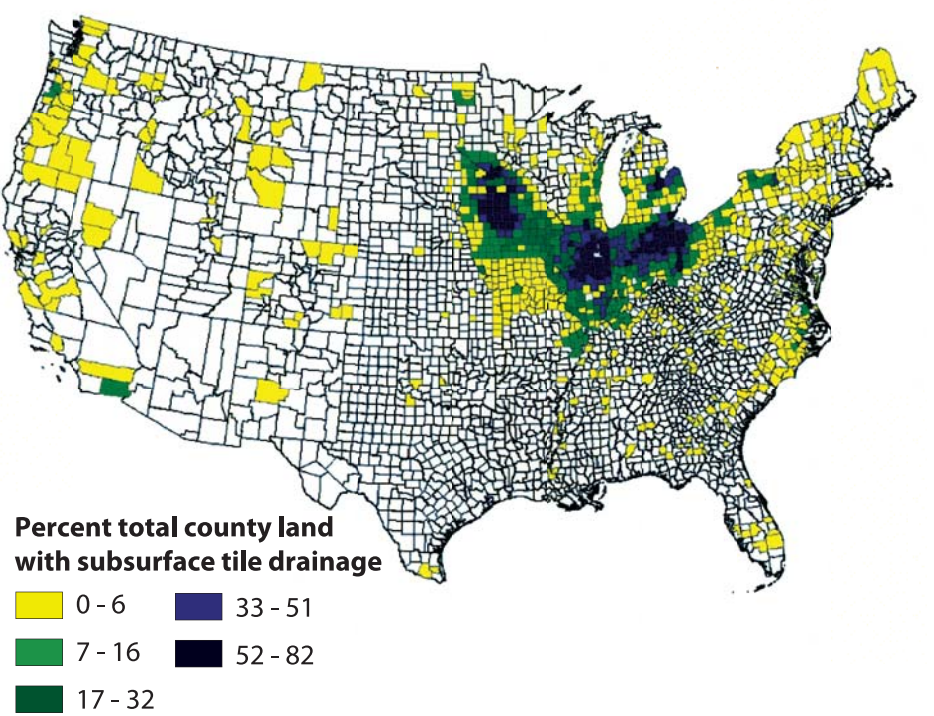 Percent total county land
with subsurface tile drainage
0 - 6
33 - 51
7 - 16
52 - 82
17 - 32